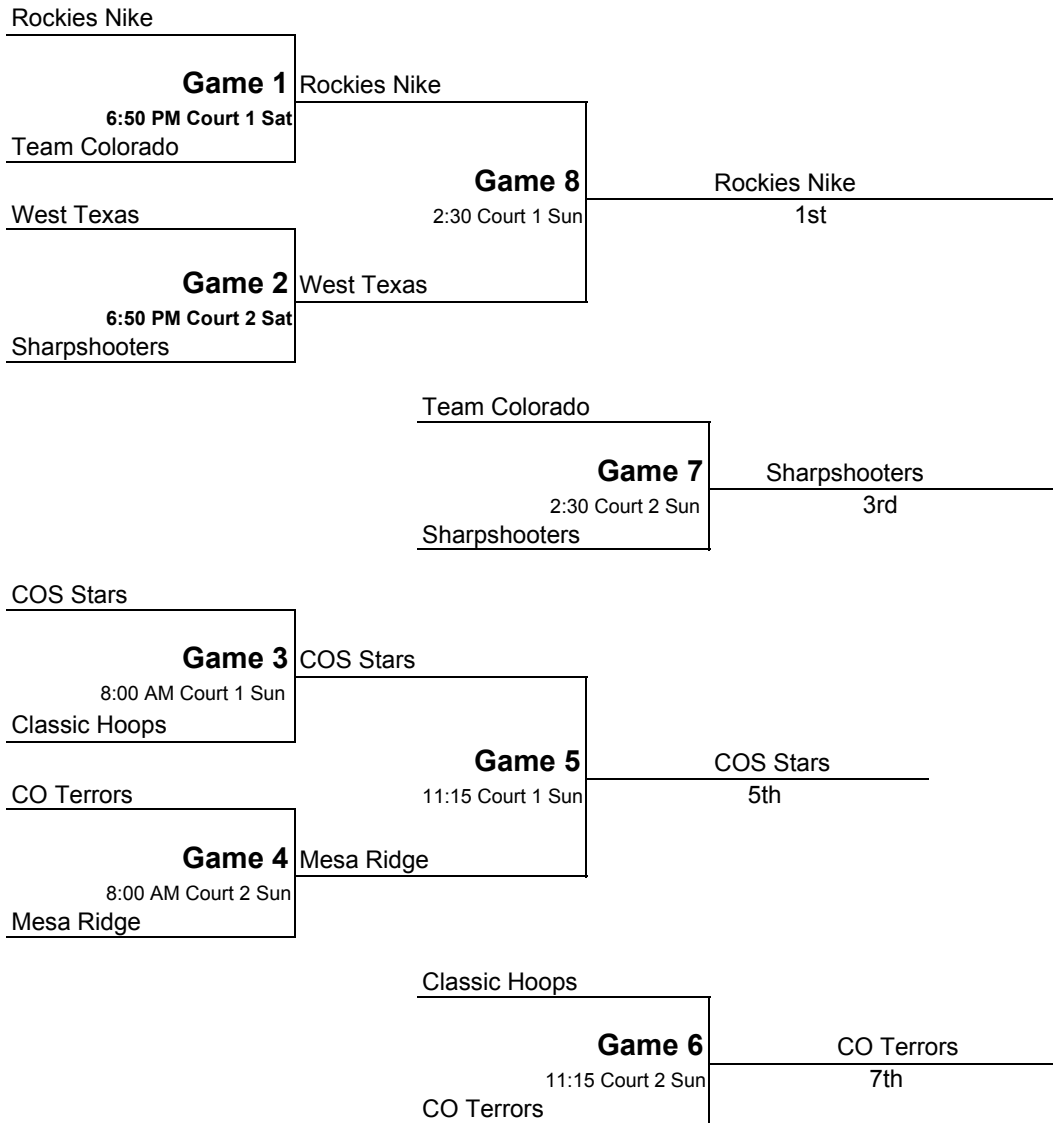 Rockies Nike
Game 1 Rockies Nike
6:50 PM Court 1 Sat
Team Colorado
Game 8 Rockies Nike
West Texas 2:30 Court 1 Sun 1st
Game 2 West Texas
6:50 PM Court 2 Sat
Sharpshooters
Team Colorado
Game 7 Sharpshooters
2:30 Court 2 Sun 3rd
Sharpshooters
COS Stars
Game 3 COS Stars
8:00 AM Court 1 Sun
Classic Hoops
Game 5 COS Stars
CO Terrors 11:15 Court 1 Sun 5th
Game 4 Mesa Ridge
8:00 AM Court 2 Sun
Mesa Ridge
Classic Hoops
Game 6 CO Terrors
11:15 Court 2 Sun 7th
CO Terrors